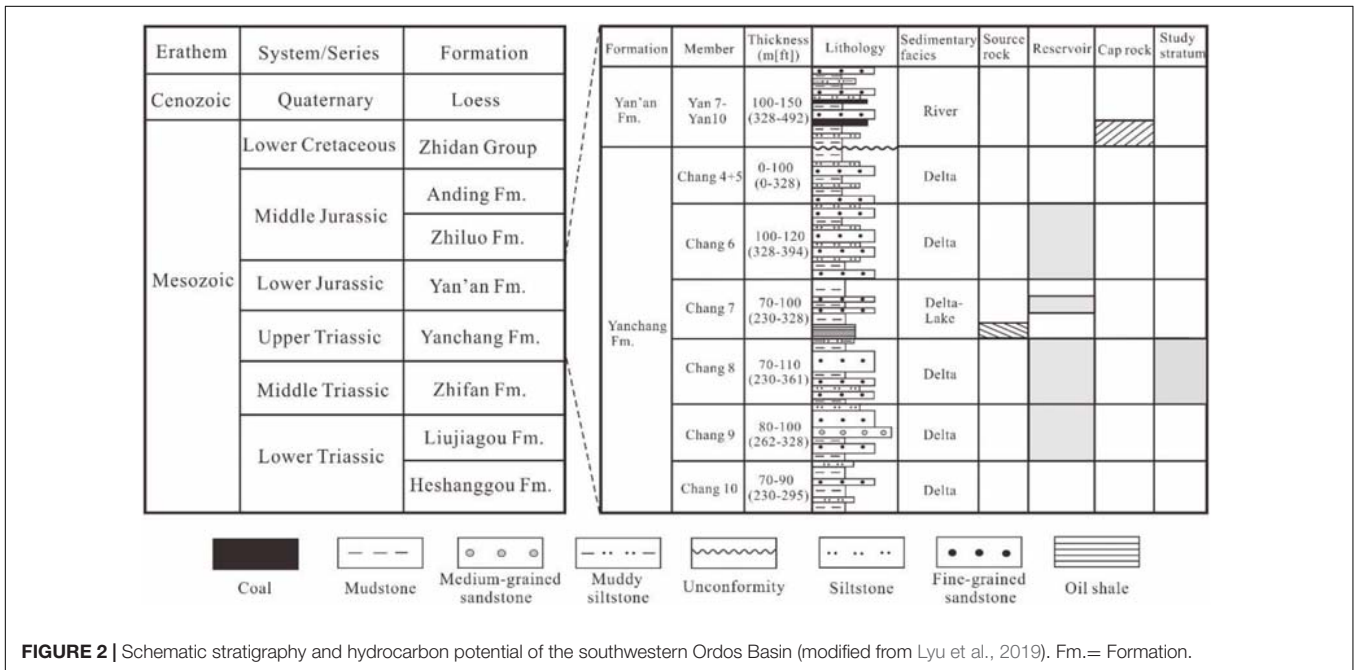 Erathem System/Series Formation
Cenozoic Quaternary Loess
Mesozoic
Lower Cretaceous Zhidan Group
Middle Jurassic
Anding Fm.
Zhiluo Fm.
Lower Jurassic Yan'an Fm.
Upper Triassic Yanchang Fm.
Middle Triassic Zhifan Fm.
Lower Triassic
Liujiagou Fm.
Heshanggou Fm.
Formation Member Thickness (m[ft]) Lithology Sedimentary facies Source rock Reservoir Cap rock Study stratum
Yan'an Fm. Yan 7-Yan10 100-150 (328-492) River
Yanchang Fm.
Chang 4+5 0-100 (0-328) Delta
Chang 6 100-120 (328-394) Delta
Chang 7 70-100 (230-328) Delta-Lake
Chang 8 70-110 (230-361) Delta
Chang 9 80-100 (262-328) Delta
Chang 10 70-90 (230-295) Delta
Coal
Mudstone
Medium-grained sandstone
Muddy siltstone
Unconformity
Siltstone
Fine-grained sandstone
Oil shale
FIGURE 2 | Schematic stratigraphy and hydrocarbon potential of the southwestern Ordos Basin (modified from Lyu et al., 2019). Fm.= Formation.